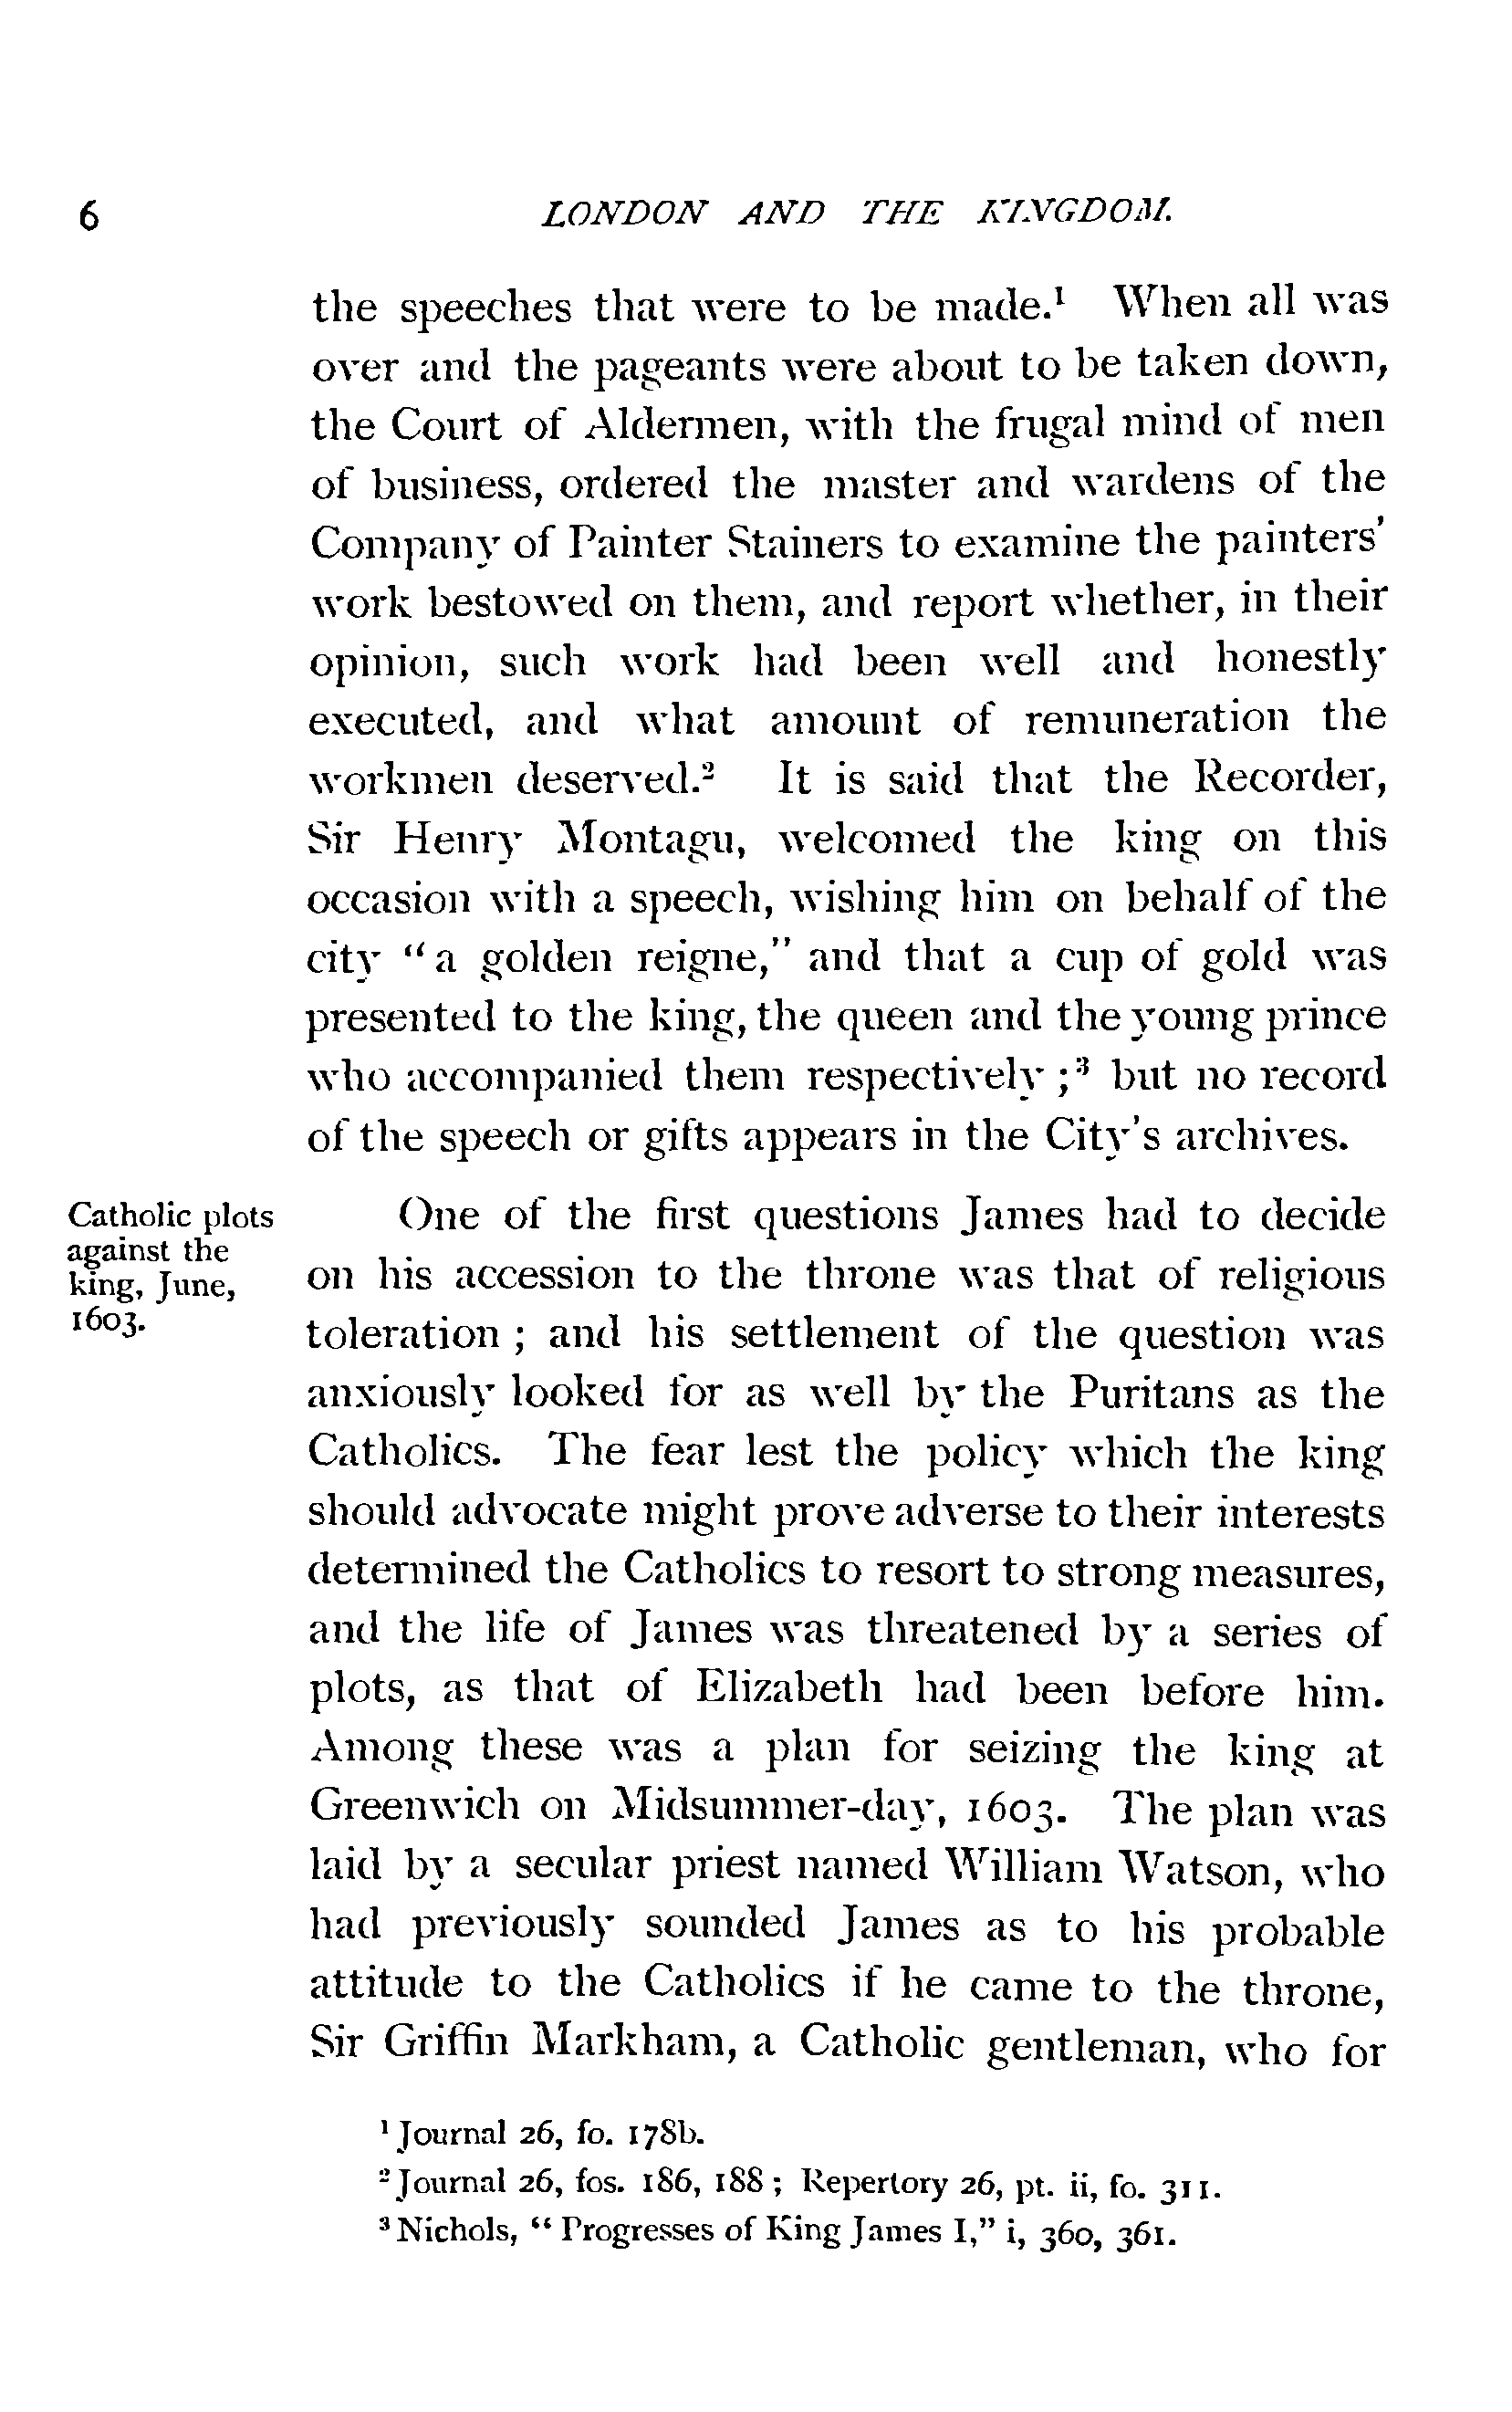 6 LONDON AND THE KINGDOM.
the speeches that were to be made.¹ When all was
over and the pageants were about to be taken down,
the Court of Aldermen, with the frugal mind of men
of business, ordered the master and wardens of the
Company of Painter Stainers to examine the painters'
work bestowed on them, and report whether, in their
opinion, such work had been well and honestly
executed, and what amount of remuneration the
workmen deserved.² It is said that the Recorder,
Sir Henry Montagu, welcomed the king on this
occasion with a speech, wishing him on behalf of the
city "a golden reigne," and that a cup of gold was
presented to the king, the queen and the young prince
who accompanied them respectively;³ but no record
of the speech or gifts appears in the City's archives.
Catholic plots
against the
king, June,
1603.
One of the first questions James had to decide
on his accession to the throne was that of religious
toleration; and his settlement of the question was
anxiously looked for as well by the Puritans as the
Catholics. The fear lest the policy which the king
should advocate might prove adverse to their interests
determined the Catholics to resort to strong measures,
and the life of James was threatened by a series of
plots, as that of Elizabeth had been before him.
Among these was a plan for seizing the king at
Greenwich on Midsummer-day, 1603. The plan was
laid by a secular priest named William Watson, who
had previously sounded James as to his probable
attitude to the Catholics if he came to the throne,
Sir Griffin Markham, a Catholic gentleman, who for
¹ Journal 26, fo. 178b.
² Journal 26, fos. 186, 188; Repertory 26, pt. ii, fo. 311.
³ Nichols, "Progresses of King James I," i, 360, 361.